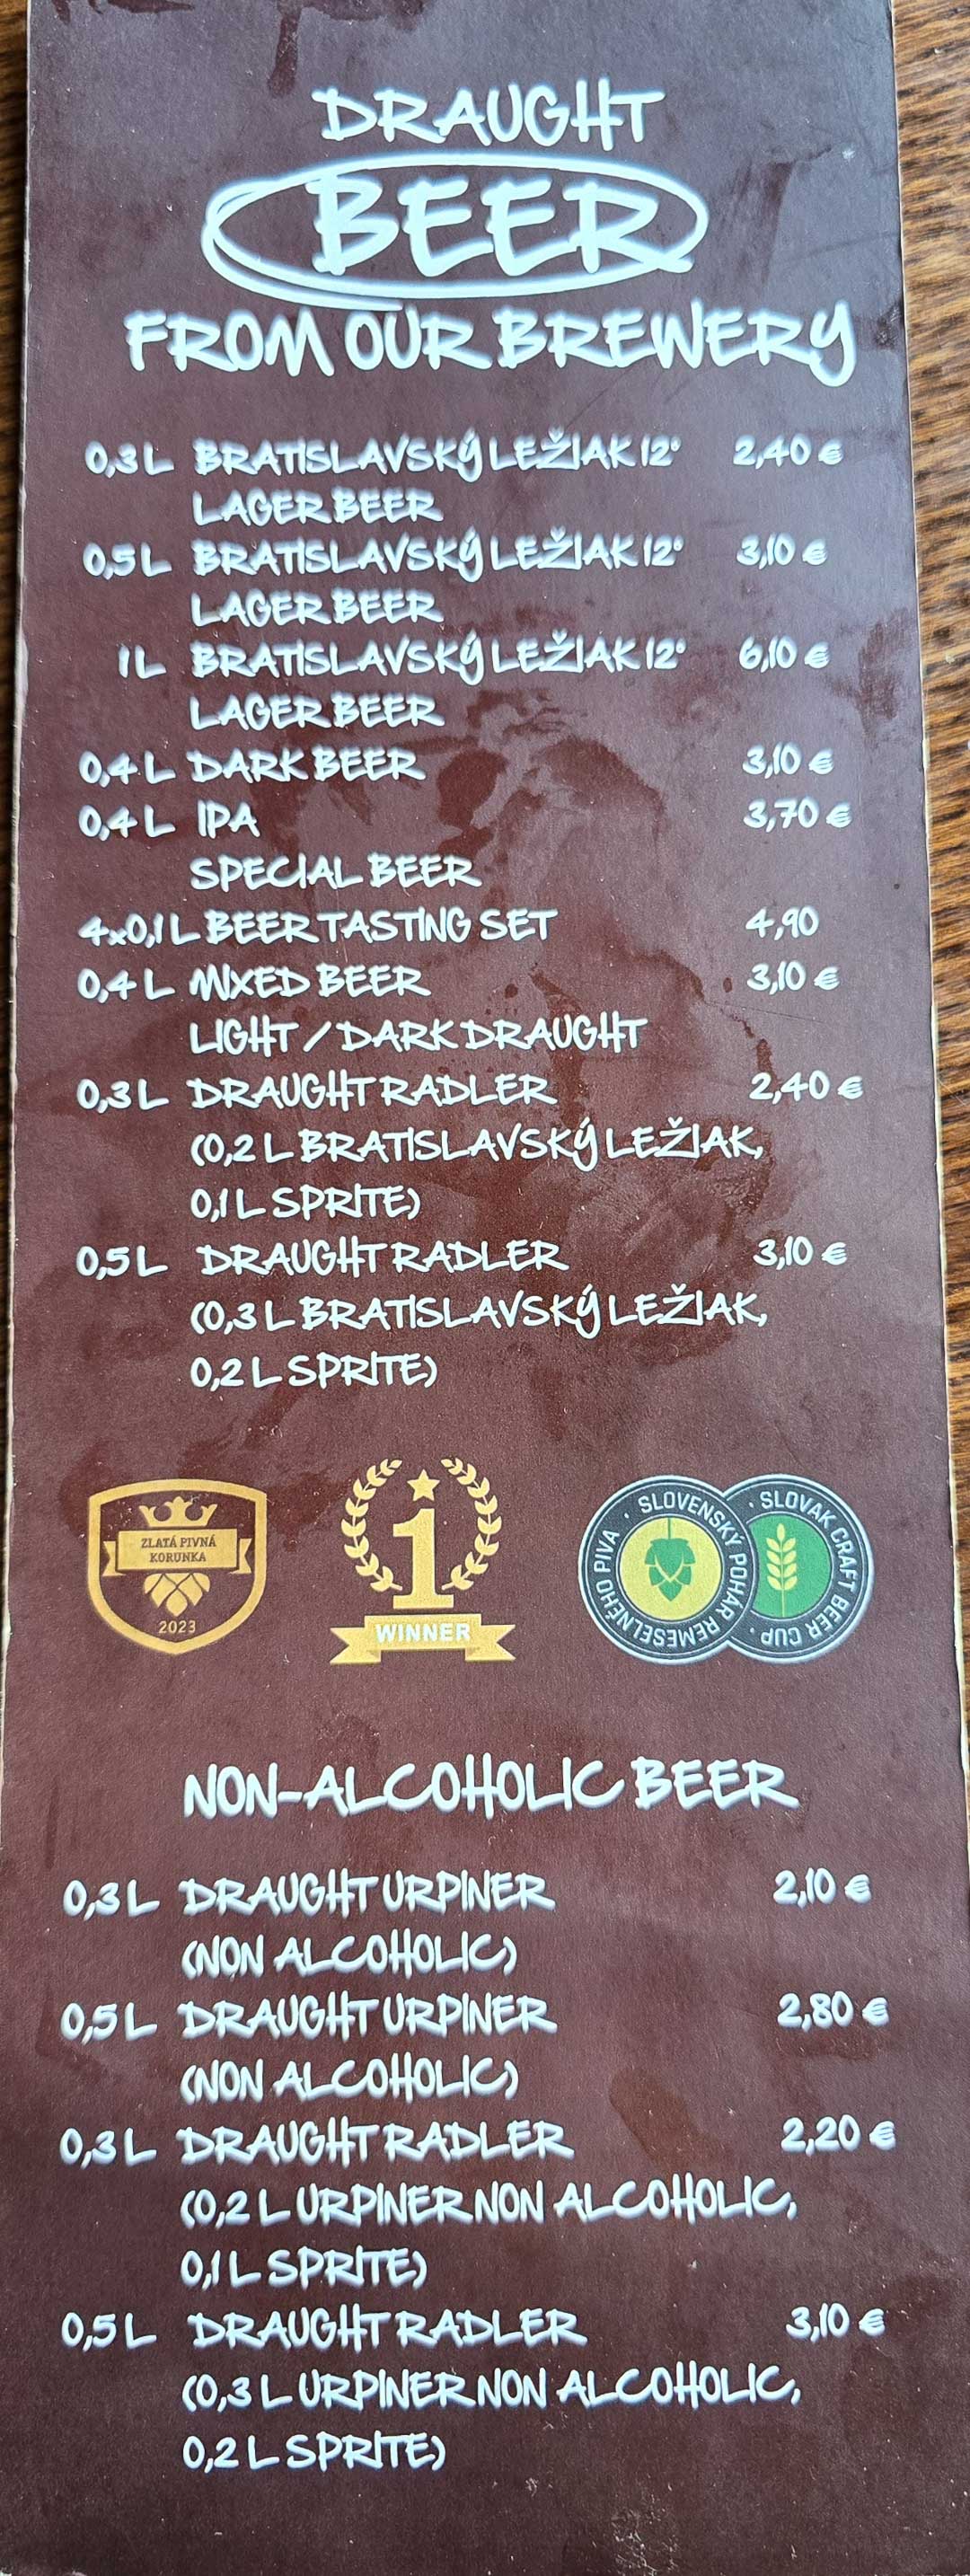 DRAUGHT
BEER
FROM OUR BREWERY
0,3 L BRATISLAVSKÝ LEŽIAK 12° 2,40 €
LAGER BEER
0,5 L BRATISLAVSKÝ LEŽIAK 12° 3,10 €
LAGER BEER
1 L BRATISLAVSKÝ LEŽIAK 12° 6,10 €
LAGER BEER
0,4 L DARK BEER 3,10 €
0,4 L IPA 3,70 €
SPECIAL BEER
4x0,1 L BEER TASTING SET 4,90
0,4 L MIXED BEER 3,10 €
LIGHT / DARK DRAUGHT
0,3 L DRAUGHT RADLER 2,40 €
(0,2 L BRATISLAVSKÝ LEŽIAK,
0,1 L SPRITE)
0,5 L DRAUGHT RADLER 3,10 €
(0,3 L BRATISLAVSKÝ LEŽIAK,
0,2 L SPRITE)
ZLATÁ PIVNÁ
KORUNKA
2023
1
WINNER
SLOVENSKÝ POHÁR REMESELNÉHO PIVA
SLOVAK CRAFT BEER CUP
NON-ALCOHOLIC BEER
0,3 L DRAUGHT URPINER 2,10 €
(NON ALCOHOLIC)
0,5 L DRAUGHT URPINER 2,80 €
(NON ALCOHOLIC)
0,3 L DRAUGHT RADLER 2,20 €
(0,2 L URPINER NON ALCOHOLIC,
0,1 L SPRITE)
0,5 L DRAUGHT RADLER 3,10 €
(0,3 L URPINER NON ALCOHOLIC,
0,2 L SPRITE)